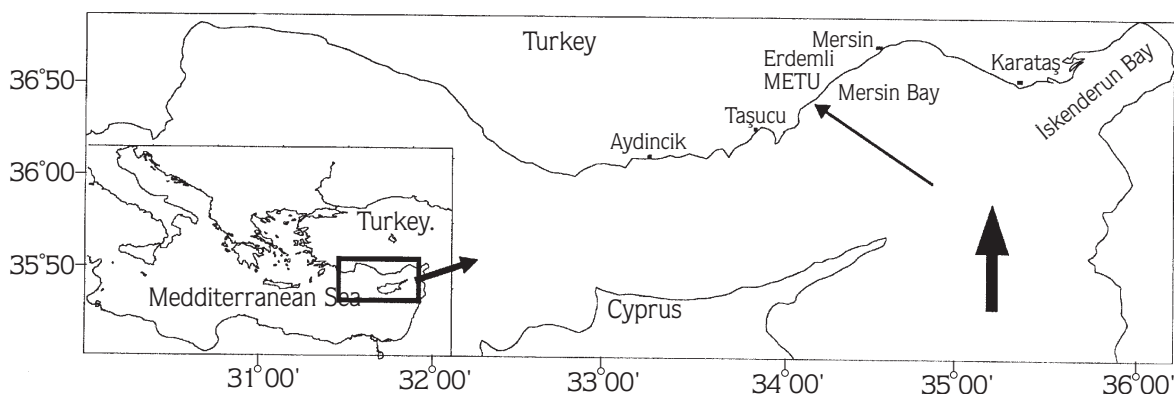 Turkey
Mersin
Erdemli
METU
Mersin Bay
Karataş
Iskenderun Bay
Taşucu
Aydincik
36°50'
36°00'
35°50'
Turkey.
Medditerranean Sea
Cyprus
31°00'
32°00'
33°00'
34°00'
35°00'
36°00'